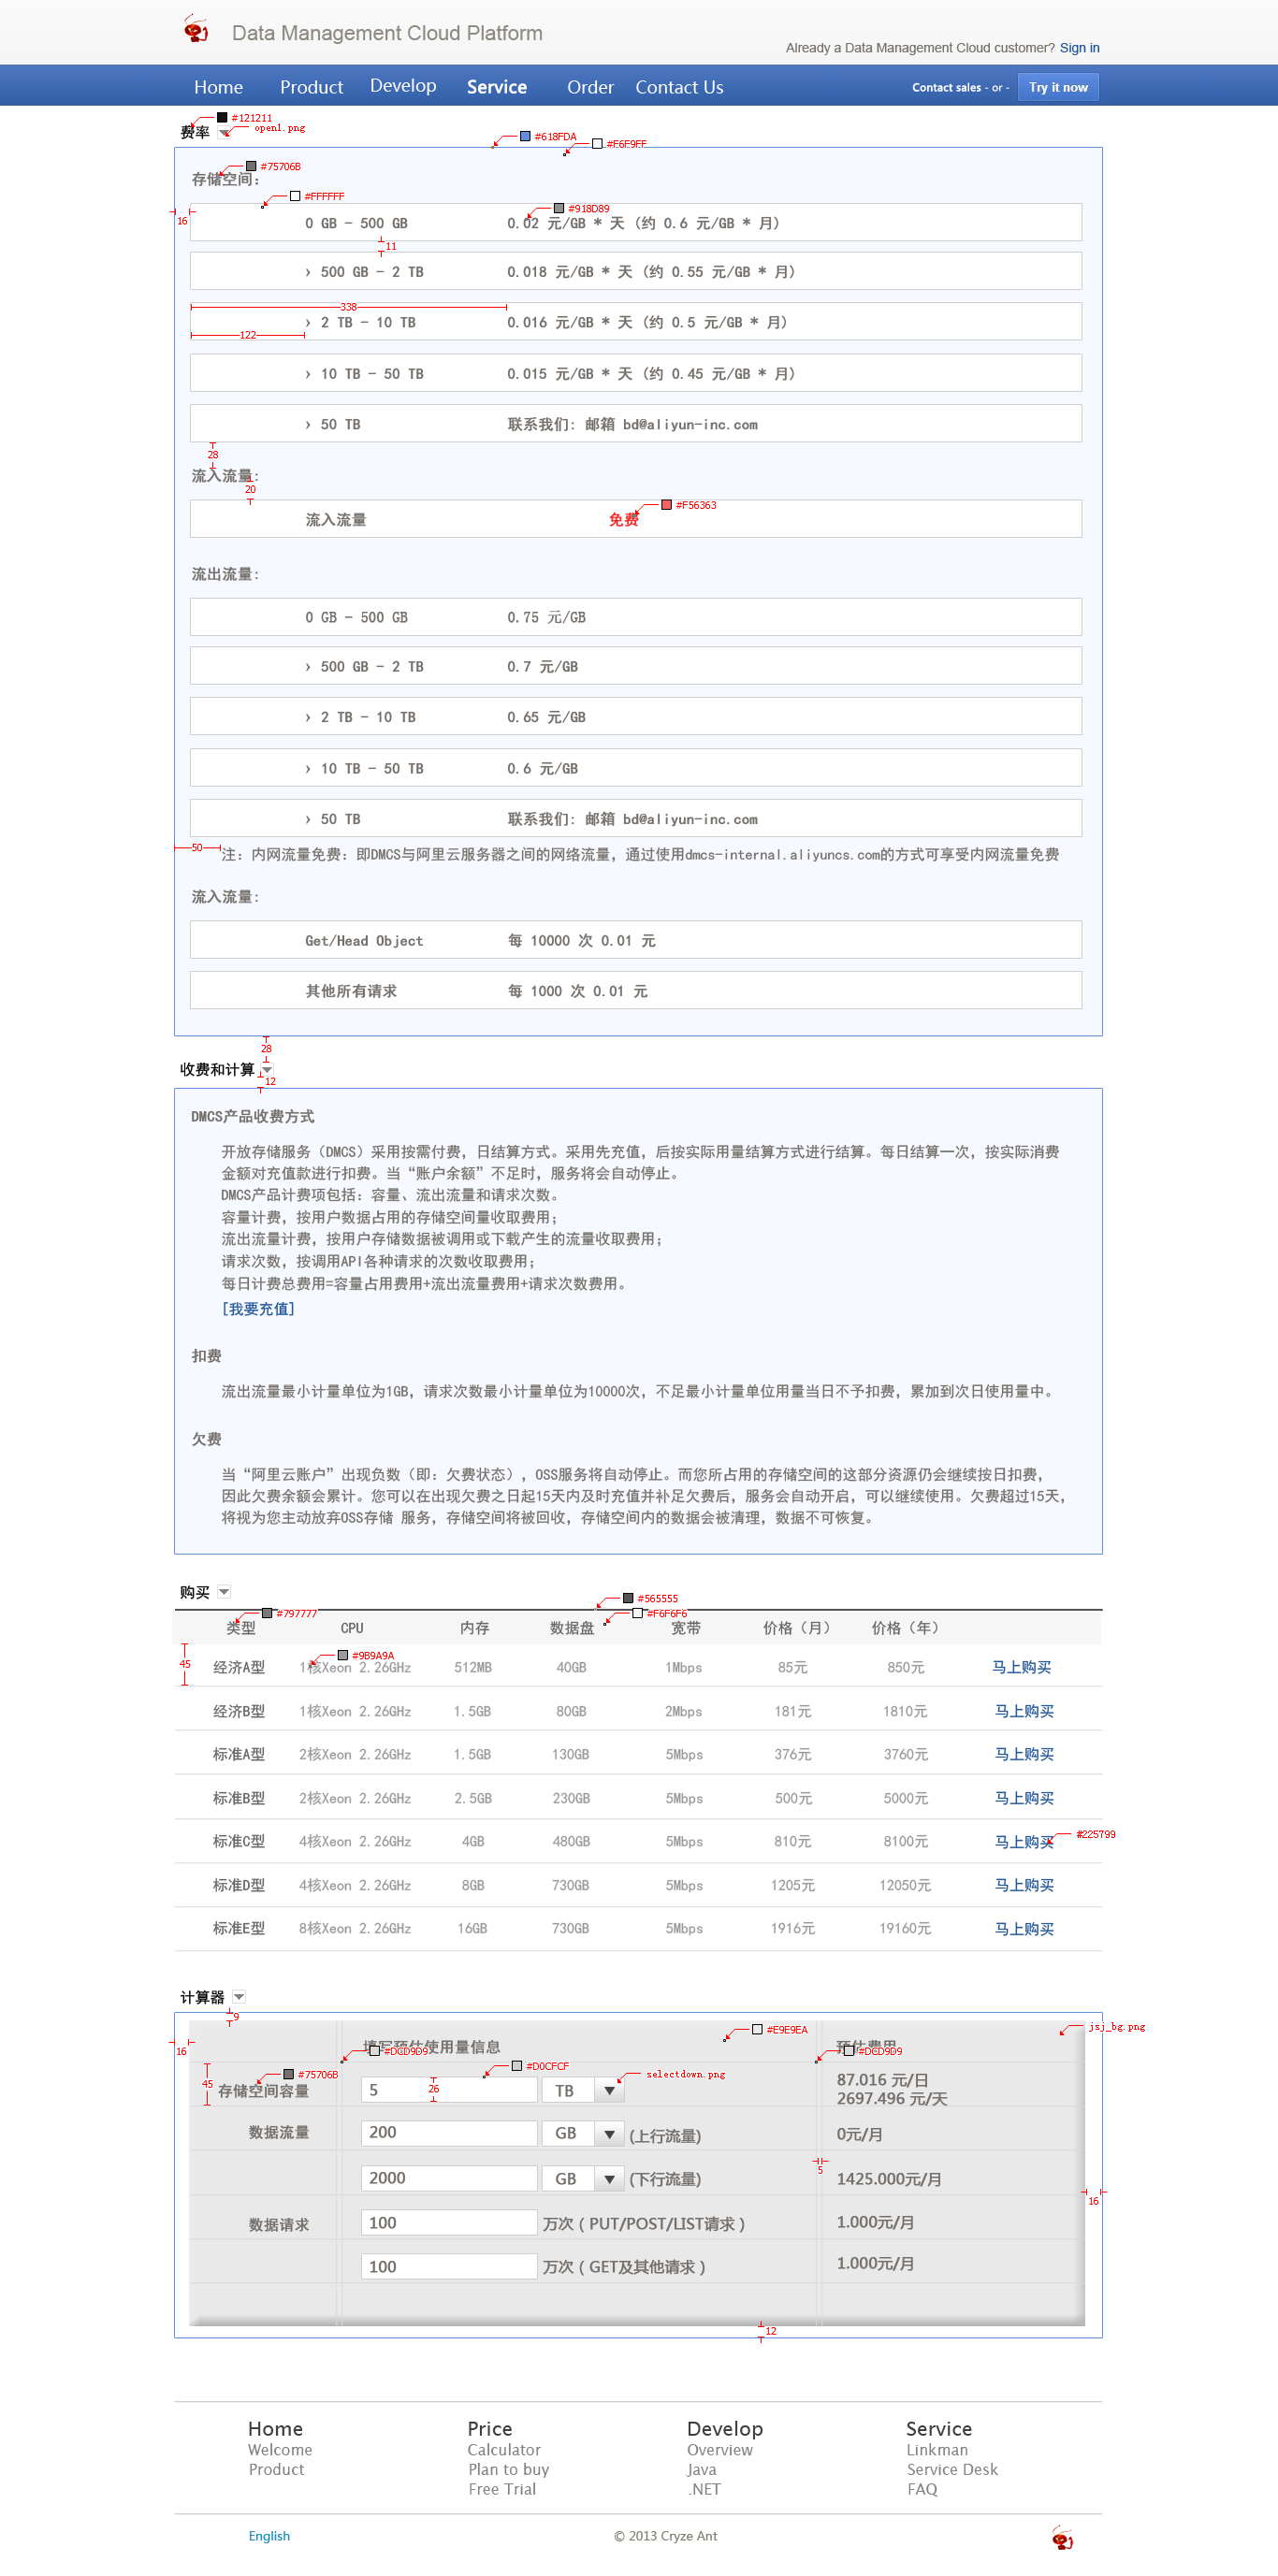 Data Management Cloud Platform
Already a Data Management Cloud customer? Sign in
Home Product Develop Service Order Contact Us Contact sales - or - Try it now
#121211
费率 open1.png
#618FDA
#F6F9FF
#75706B
存储空间:
#FFFFFF
#918D89
16
0 GB - 500 GB 0.02 元/GB * 天 (约 0.6 元/GB * 月)
11
› 500 GB - 2 TB 0.018 元/GB * 天 (约 0.55 元/GB * 月)
338
› 2 TB - 10 TB 0.016 元/GB * 天 (约 0.5 元/GB * 月)
122
› 10 TB - 50 TB 0.015 元/GB * 天 (约 0.45 元/GB * 月)
› 50 TB 联系我们: 邮箱 bd@aliyun-inc.com
28
流入流量:
20
#F56363
流入流量 免费
流出流量:
0 GB - 500 GB 0.75 元/GB
› 500 GB - 2 TB 0.7 元/GB
› 2 TB - 10 TB 0.65 元/GB
› 10 TB - 50 TB 0.6 元/GB
› 50 TB 联系我们: 邮箱 bd@aliyun-inc.com
50
注: 内网流量免费: 即DMCS与阿里云服务器之间的网络流量, 通过使用dmcs-internal.aliyuncs.com的方式可享受内网流量免费
流入流量:
Get/Head Object 每 10000 次 0.01 元
其他所有请求 每 1000 次 0.01 元
28
收费和计算
12
DMCS产品收费方式
开放存储服务（DMCS）采用按需付费，日结算方式。采用先充值，后按实际用量结算方式进行结算。每日结算一次，按实际消费
金额对充值款进行扣费。当“账户余额”不足时，服务将会自动停止。
DMCS产品计费项包括：容量、流出流量和请求次数。
容量计费，按用户数据占用的存储空间量收取费用；
流出流量计费，按用户存储数据被调用或下载产生的流量收取费用；
请求次数，按调用API各种请求的次数收取费用；
每日计费总费用=容量占用费用+流出流量费用+请求次数费用。
[我要充值]
扣费
流出流量最小计量单位为1GB，请求次数最小计量单位为10000次，不足最小计量单位用量当日不予扣费，累加到次日使用量中。
欠费
当“阿里云账户”出现负数（即：欠费状态），OSS服务将自动停止。而您所占用的存储空间的这部分资源仍会继续按日扣费，
因此欠费余额会累计。您可以在出现欠费之日起15天内及时充值并补足欠费后，服务会自动开启，可以继续使用。欠费超过15天，
将视为您主动放弃OSS存储 服务，存储空间将被回收，存储空间内的数据会被清理，数据不可恢复。
购买
#565555
#797777 #F6F6F6
类型 CPU 内存 数据盘 宽带 价格（月） 价格（年）
#9B9A9A
45
经济A型 1核Xeon 2.26GHz 512MB 40GB 1Mbps 85元 850元 马上购买
经济B型 1核Xeon 2.26GHz 1.5GB 80GB 2Mbps 181元 1810元 马上购买
标准A型 2核Xeon 2.26GHz 1.5GB 130GB 5Mbps 376元 3760元 马上购买
标准B型 2核Xeon 2.26GHz 2.5GB 230GB 5Mbps 500元 5000元 马上购买
标准C型 4核Xeon 2.26GHz 4GB 480GB 5Mbps 810元 8100元 马上购买 #225799
标准D型 4核Xeon 2.26GHz 8GB 730GB 5Mbps 1205元 12050元 马上购买
标准E型 8核Xeon 2.26GHz 16GB 730GB 5Mbps 1916元 19160元 马上购买
计算器
9
#E9E9EA jsj_bg.png
填写预估使用量信息 预估费用
16 #DCD9D9 #DCD9D9
#75706B #D0CFCF selectdown.png
45 存储空间容量 5 26 TB 87.016 元/日
2697.496 元/天
数据流量 200 GB (上行流量) 0元/月
5
2000 GB (下行流量) 1425.000元/月
16
数据请求 100 万次（PUT/POST/LIST请求） 1.000元/月
100 万次（GET及其他请求） 1.000元/月
12
Home Price Develop Service
Welcome Calculator Overview Linkman
Product Plan to buy Java Service Desk
Free Trial .NET FAQ
English © 2013 Cryze Ant